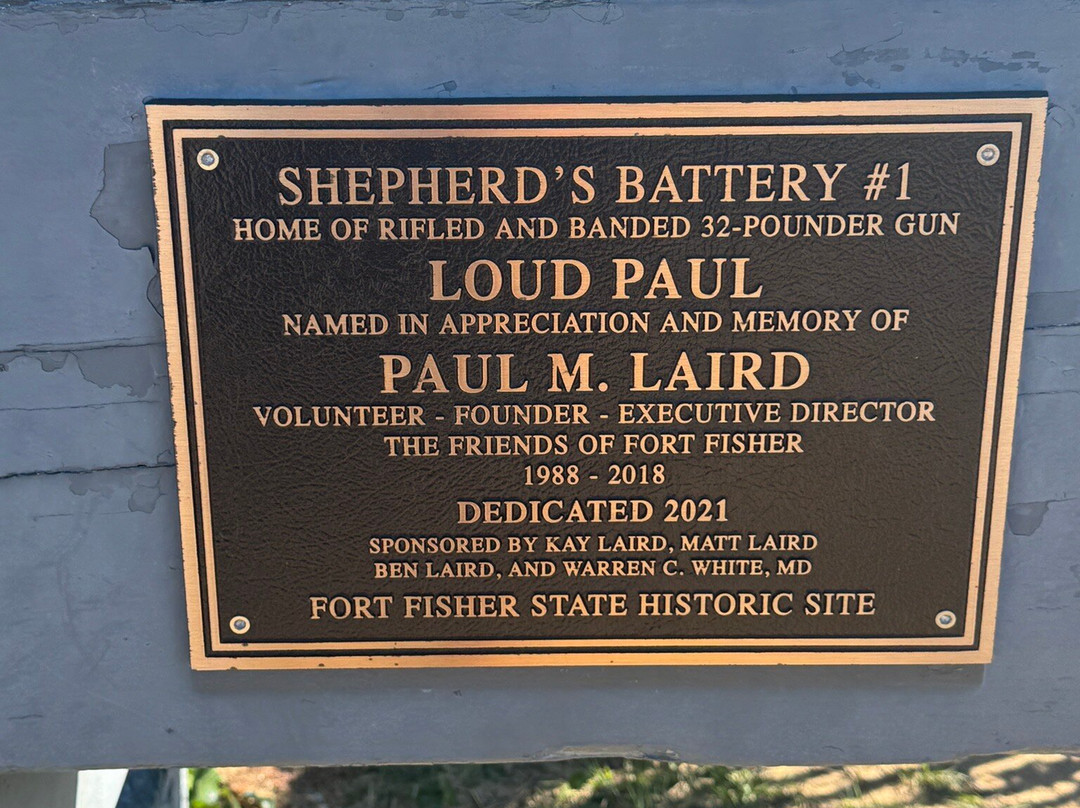 SHEPHERD'S BATTERY #1
HOME OF RIFLED AND BANDED 32-POUNDER GUN
LOUD PAUL
NAMED IN APPRECIATION AND MEMORY OF
PAUL M. LAIRD
VOLUNTEER - FOUNDER - EXECUTIVE DIRECTOR
THE FRIENDS OF FORT FISHER
1988 - 2018
DEDICATED 2021
SPONSORED BY KAY LAIRD, MATT LAIRD
BEN LAIRD, AND WARREN C. WHITE, MD
FORT FISHER STATE HISTORIC SITE